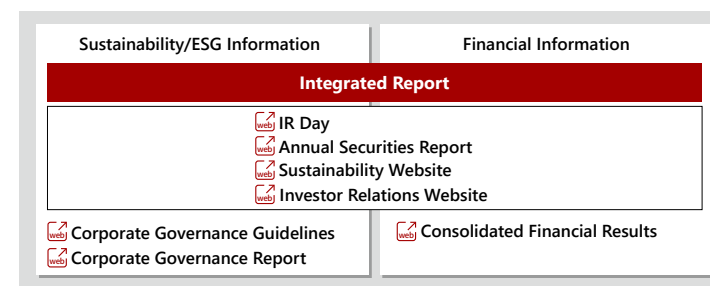 Sustainability/ESG Information
Financial Information
Integrated Report
web IR Day
web Annual Securities Report
web Sustainability Website
web Investor Relations Website
web Corporate Governance Guidelines
web Corporate Governance Report
web Consolidated Financial Results